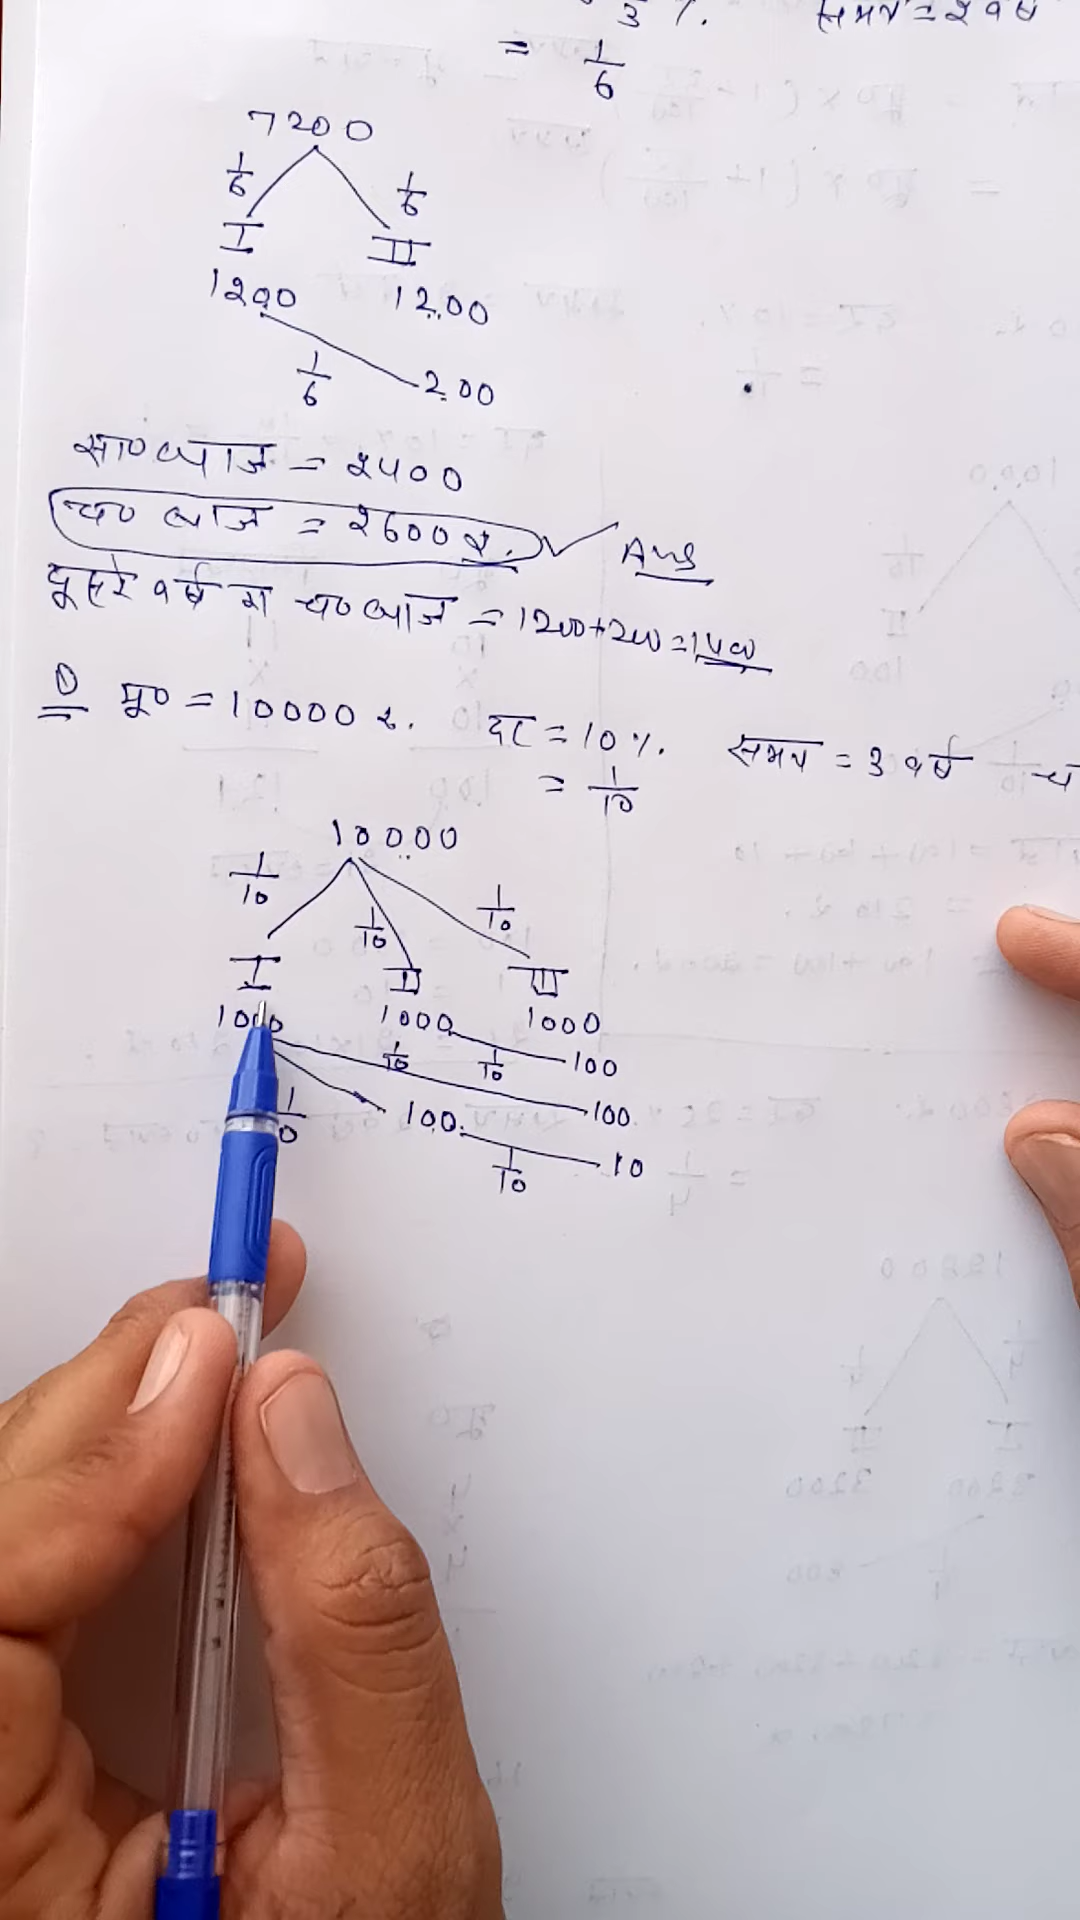 1/3 %. समय = 2 वर्ष
= 1/6
7200
1/6 1/6
I II
1200 1200
1/6 200
सा० ब्याज = 2400
च० ब्याज = 2600 रु. ✓ Ans
दूसरे वर्ष का च० ब्याज = 1200+200=1400
Q मू० = 10000 रु. दर = 10 %. समय = 3 वर्ष
= 1/10
10000
1/10 1/10 1/10
I II III
1000 1000 1000
1/10 1/10 100
100
100
1/10 10